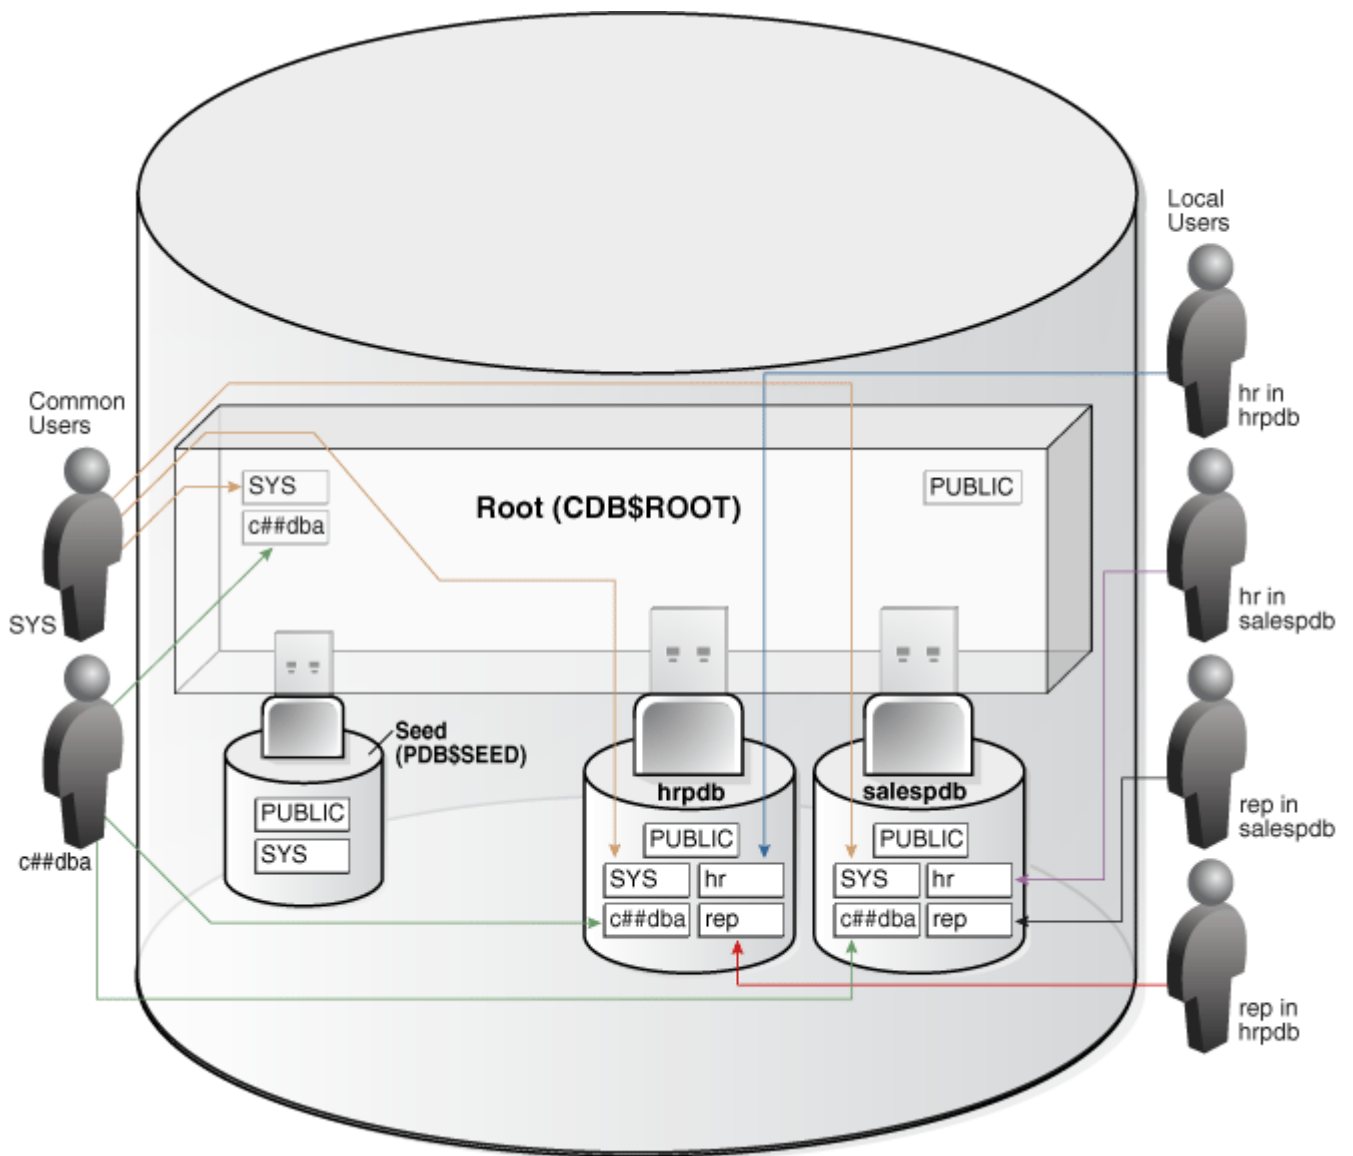 Local
Users
hr in
hrpdb
Common
Users
SYS
c##dba
Root (CDB$ROOT)
PUBLIC
hr in
salespdb
SYS
Seed
(PDB$SEED)
hrpdb
salespdb
rep in
salespdb
PUBLIC
SYS
PUBLIC
SYS
hr
c##dba
rep
PUBLIC
SYS
hr
c##dba
rep
c##dba
rep in
hrpdb